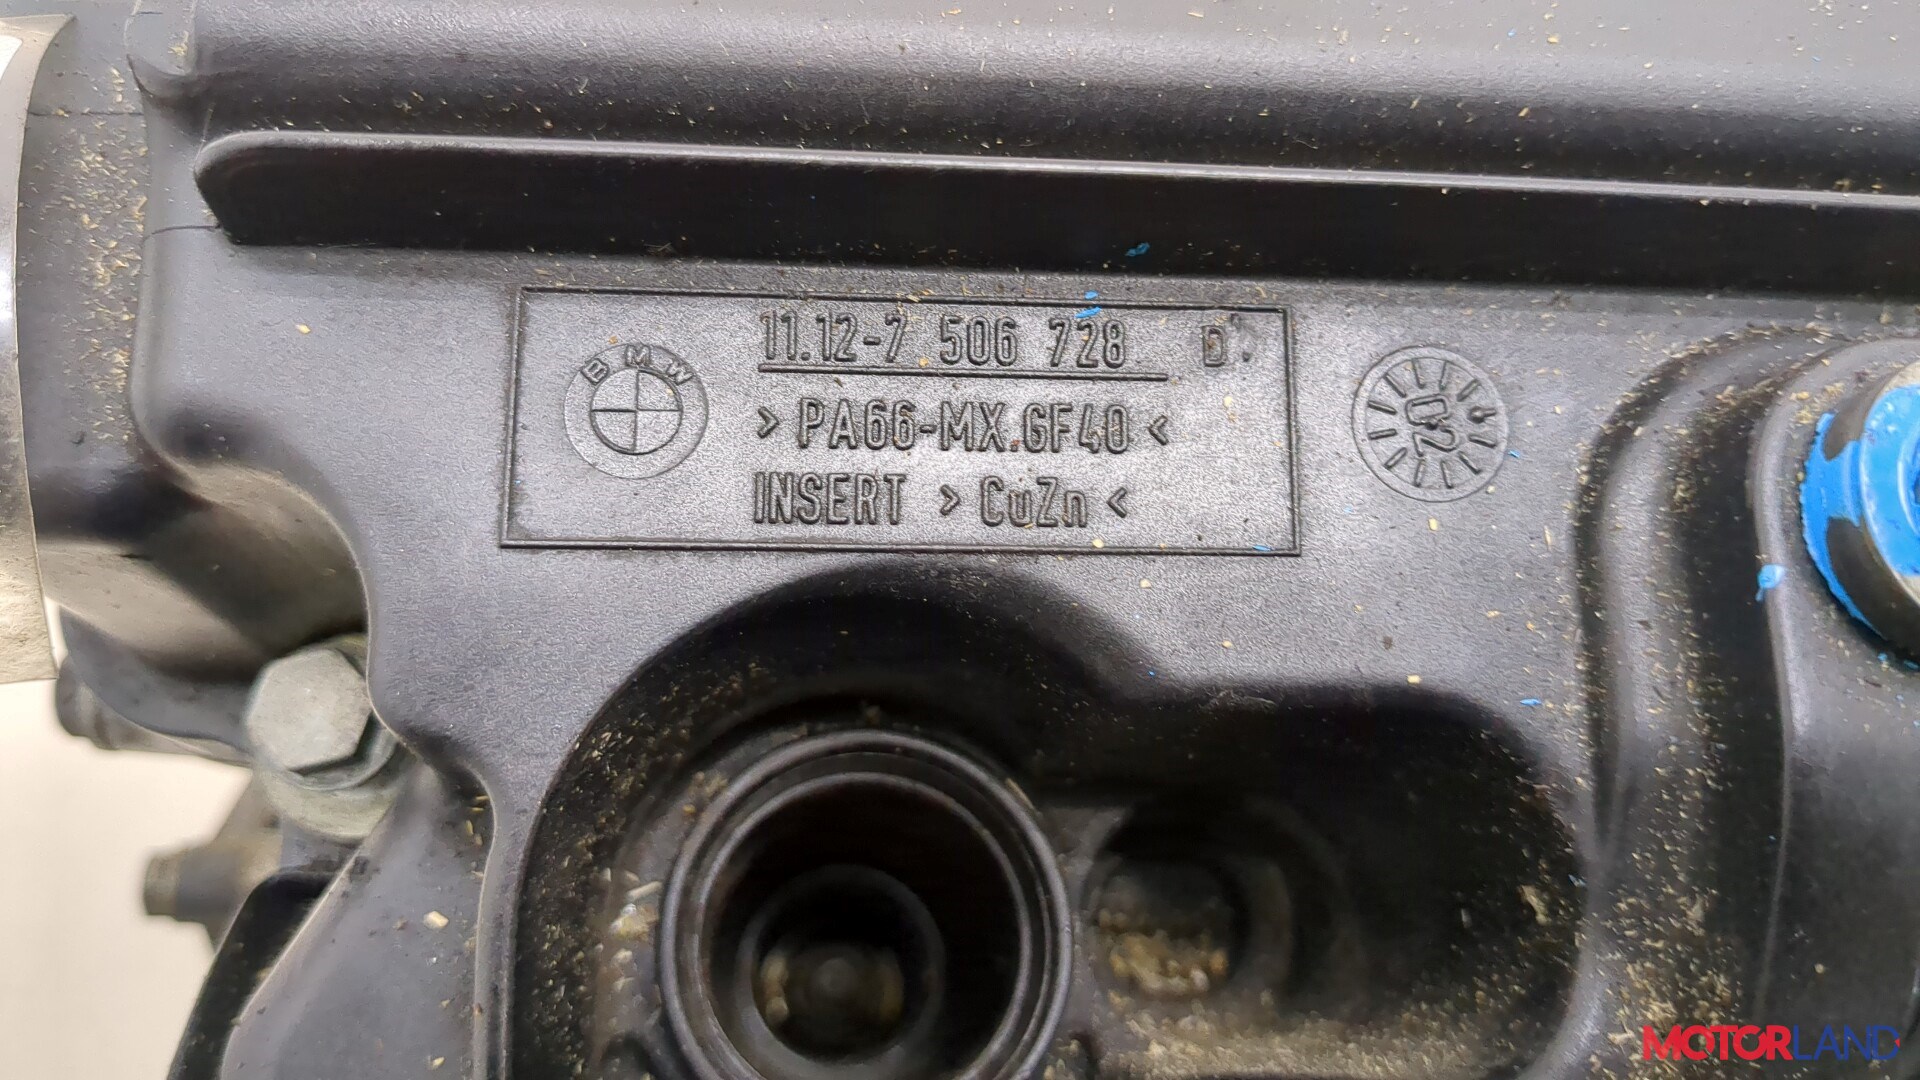 11.12-7 506 728 D
BMW
> PA66-MX.GF40 <
INSERT > CuZn <
02
MOTORLAND